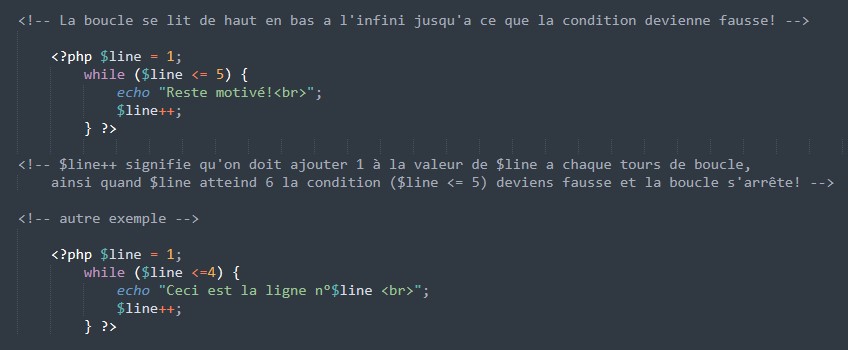 <!-- La boucle se lit de haut en bas a l'infini jusqu'a ce que la condition devienne fausse! -->
<?php $line = 1;
while ($line <= 5) {
echo "Reste motivé!<br>";
$line++;
} ?>
<!-- $line++ signifie qu'on doit ajouter 1 à la valeur de $line a chaque tours de boucle,
ainsi quand $line atteind 6 la condition ($line <= 5) deviens fausse et la boucle s'arrête! -->
<!-- autre exemple -->
<?php $line = 1;
while ($line <=4) {
echo "Ceci est la ligne n°$line <br>";
$line++;
} ?>